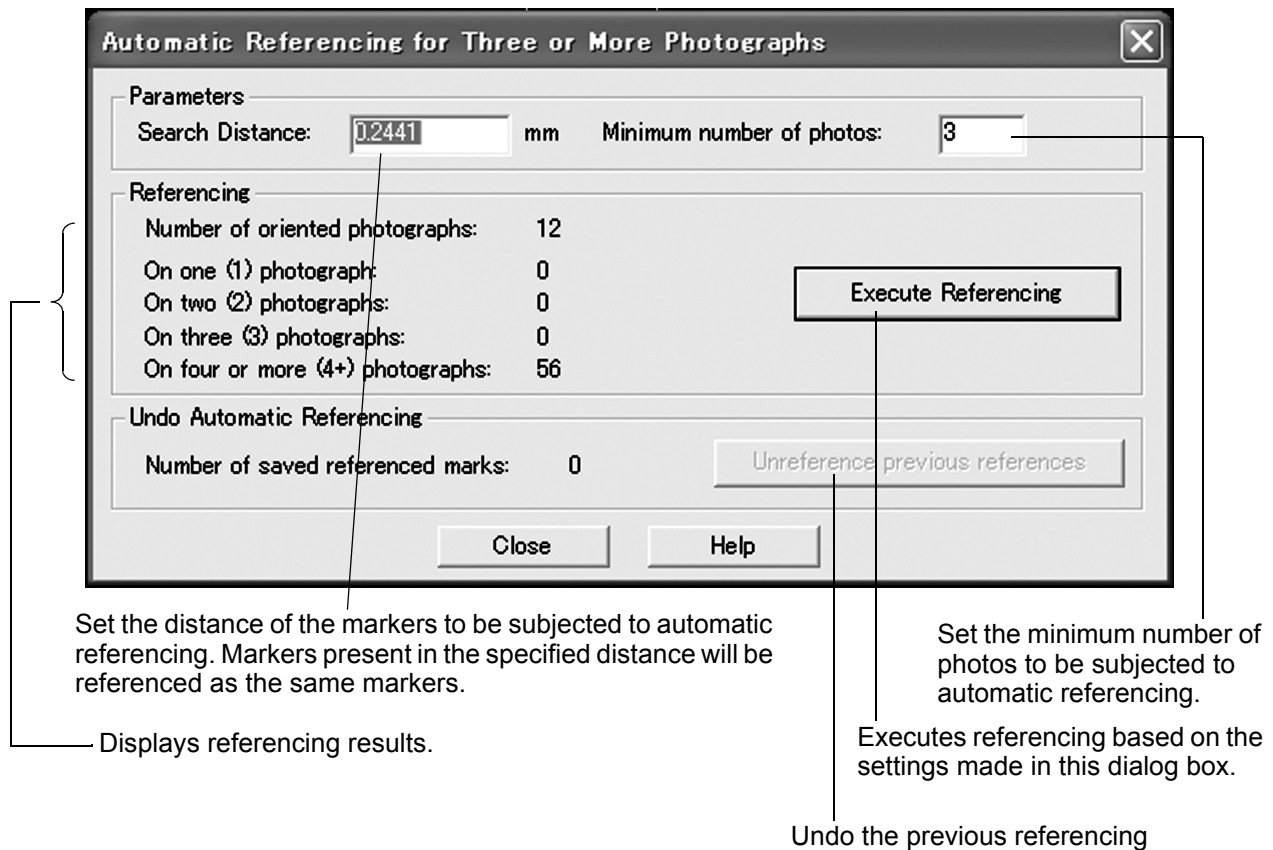 Automatic Referencing for Three or More Photographs
Parameters
Search Distance: 0.2441 mm Minimum number of photos: 3
Referencing
Number of oriented photographs: 12
On one (1) photograph: 0
On two (2) photographs: 0
On three (3) photographs: 0
On four or more (4+) photographs: 56
Execute Referencing
Undo Automatic Referencing
Number of saved referenced marks: 0
Unreference previous references
Close Help
Set the distance of the markers to be subjected to automatic
referencing. Markers present in the specified distance will be
referenced as the same markers.
Set the minimum number of
photos to be subjected to
automatic referencing.
Displays referencing results.
Executes referencing based on the
settings made in this dialog box.
Undo the previous referencing